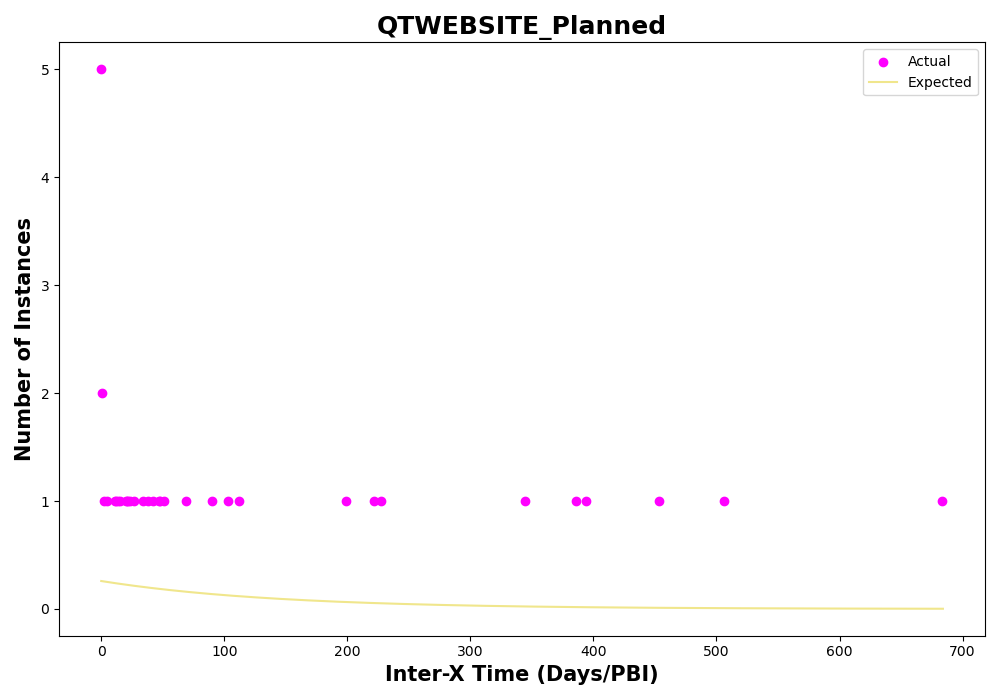 QTWEBSITE_Planned
Actual
Expected
Number of Instances
5
4
3
2
1
0
0 100 200 300 400 500 600 700
Inter-X Time (Days/PBI)